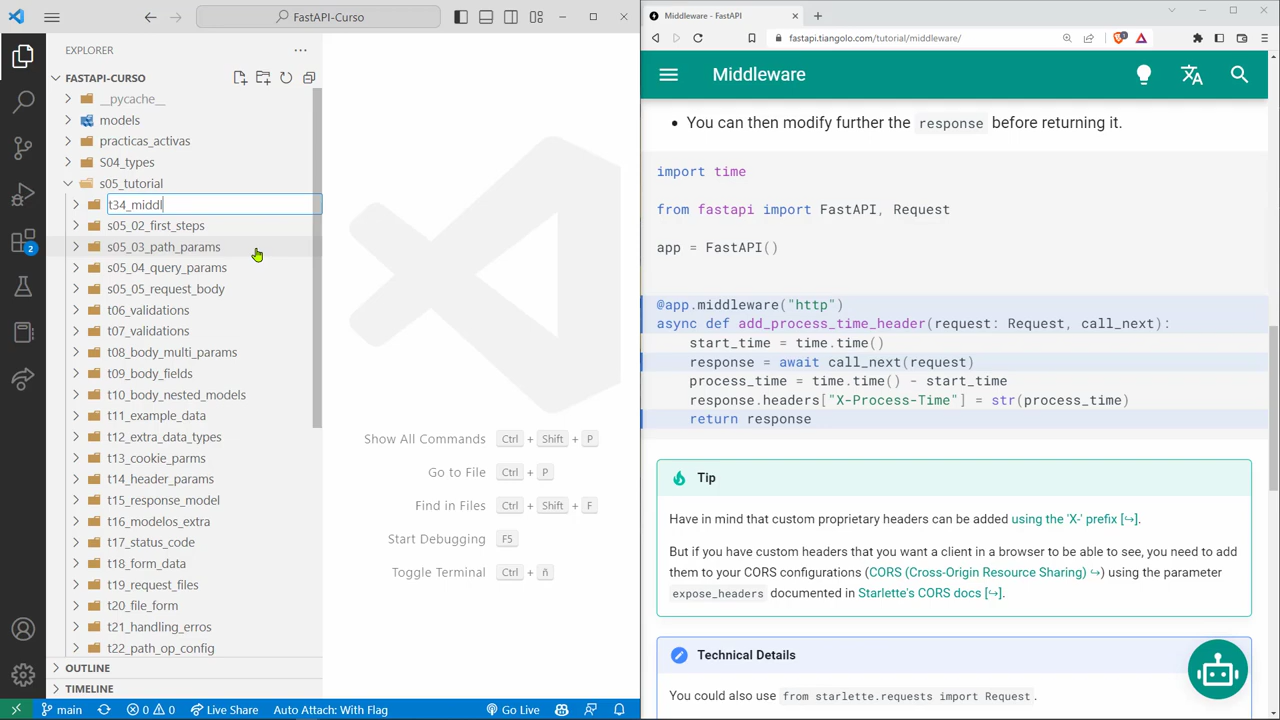 FastAPI-Curso
EXPLORER
FASTAPI-CURSO
__pycache__
models
practicas_activas
S04_types
s05_tutorial
t34_middl
s05_02_first_steps
s05_03_path_params
s05_04_query_params
s05_05_request_body
t06_validations
t07_validations
t08_body_multi_params
t09_body_fields
t10_body_nested_models
t11_example_data
t12_extra_data_types
t13_cookie_parms
t14_header_params
t15_response_model
t16_modelos_extra
t17_status_code
t18_form_data
t19_request_files
t20_file_form
t21_handling_erros
t22_path_op_config
OUTLINE
TIMELINE
2
Show All Commands Ctrl + Shift + P
Go to File Ctrl + P
Find in Files Ctrl + Shift + F
Start Debugging F5
Toggle Terminal Ctrl + ñ
main 0 0 Live Share Auto Attach: With Flag Go Live
Middleware - FastAPI
fastapi.tiangolo.com/tutorial/middleware/
1
Middleware
You can then modify further the response before returning it.
import time
from fastapi import FastAPI, Request
app = FastAPI()
@app.middleware("http")
async def add_process_time_header(request: Request, call_next):
start_time = time.time()
response = await call_next(request)
process_time = time.time() - start_time
response.headers["X-Process-Time"] = str(process_time)
return response
Tip
Have in mind that custom proprietary headers can be added using the 'X-' prefix [↪].
But if you have custom headers that you want a client in a browser to be able to see, you need to add
them to your CORS configurations (CORS (Cross-Origin Resource Sharing) ↪) using the parameter
expose_headers documented in Starlette's CORS docs [↪].
Technical Details
You could also use from starlette.requests import Request.